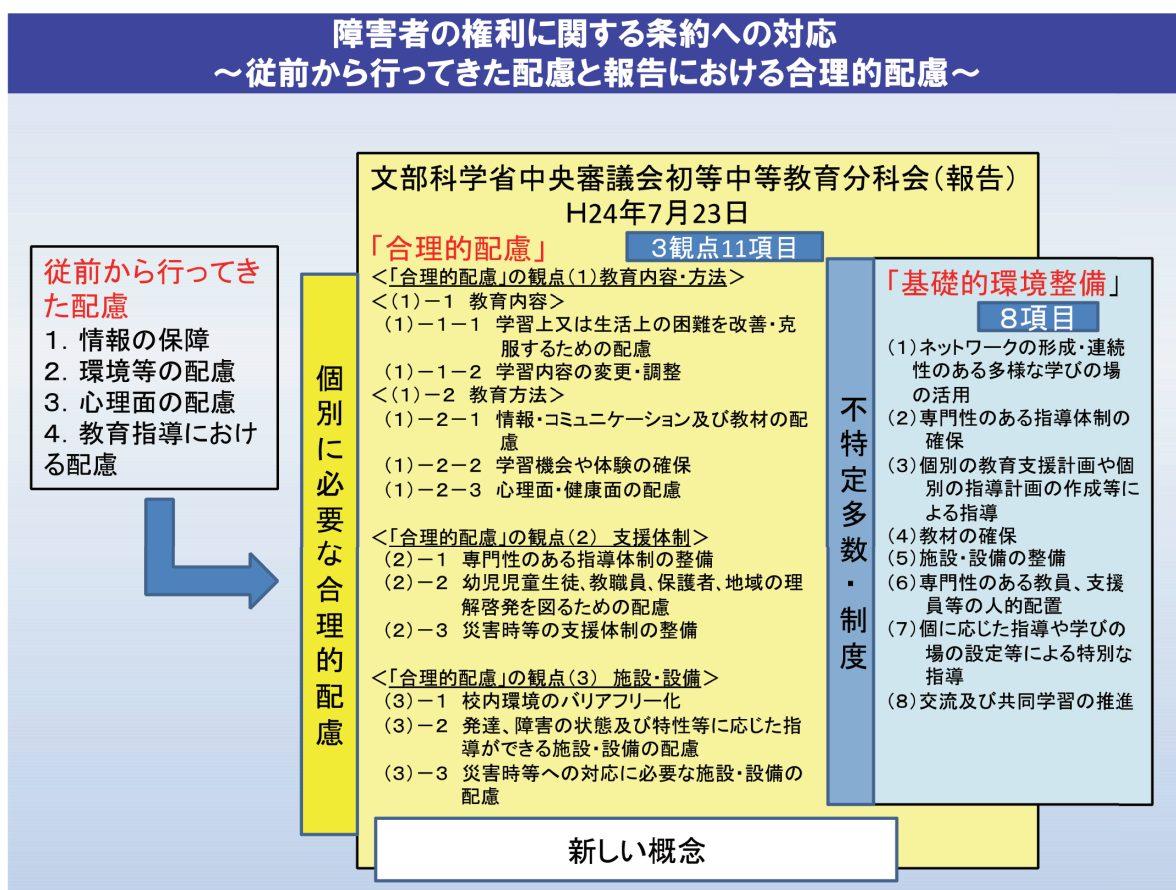 障害者の権利に関する条約への対応
～従前から行ってきた配慮と報告における合理的配慮～
従前から行ってき
た配慮
1．情報の保障
2．環境等の配慮
3．心理面の配慮
4．教育指導におけ
る配慮
個別に必要な合理的配慮
文部科学省中央審議会初等中等教育分科会（報告）
H24年7月23日
「合理的配慮」
3観点11項目
＜「合理的配慮」の観点（1）教育内容・方法＞
＜（1）－1 教育内容＞
（1）－1－1 学習上又は生活上の困難を改善・克
服するための配慮
（1）－1－2 学習内容の変更・調整
＜（1）－2 教育方法＞
（1）－2－1 情報・コミュニケーション及び教材の配
慮
（1）－2－2 学習機会や体験の確保
（1）－2－3 心理面・健康面の配慮
＜「合理的配慮」の観点（2） 支援体制＞
（2）－1 専門性のある指導体制の整備
（2）－2 幼児児童生徒、教職員、保護者、地域の理
解啓発を図るための配慮
（2）－3 災害時等の支援体制の整備
＜「合理的配慮」の観点（3） 施設・設備＞
（3）－1 校内環境のバリアフリー化
（3）－2 発達、障害の状態及び特性等に応じた指
導ができる施設・設備の配慮
（3）－3 災害時等への対応に必要な施設・設備の
配慮
不特定多数・制度
「基礎的環境整備」
8項目
（1）ネットワークの形成・連続
性のある多様な学びの場
の活用
（2）専門性のある指導体制の
確保
（3）個別の教育支援計画や個
別の指導計画の作成等に
よる指導
（4）教材の確保
（5）施設・設備の整備
（6）専門性のある教員、支援
員等の人的配置
（7）個に応じた指導や学びの
場の設定等による特別な
指導
（8）交流及び共同学習の推進
新しい概念